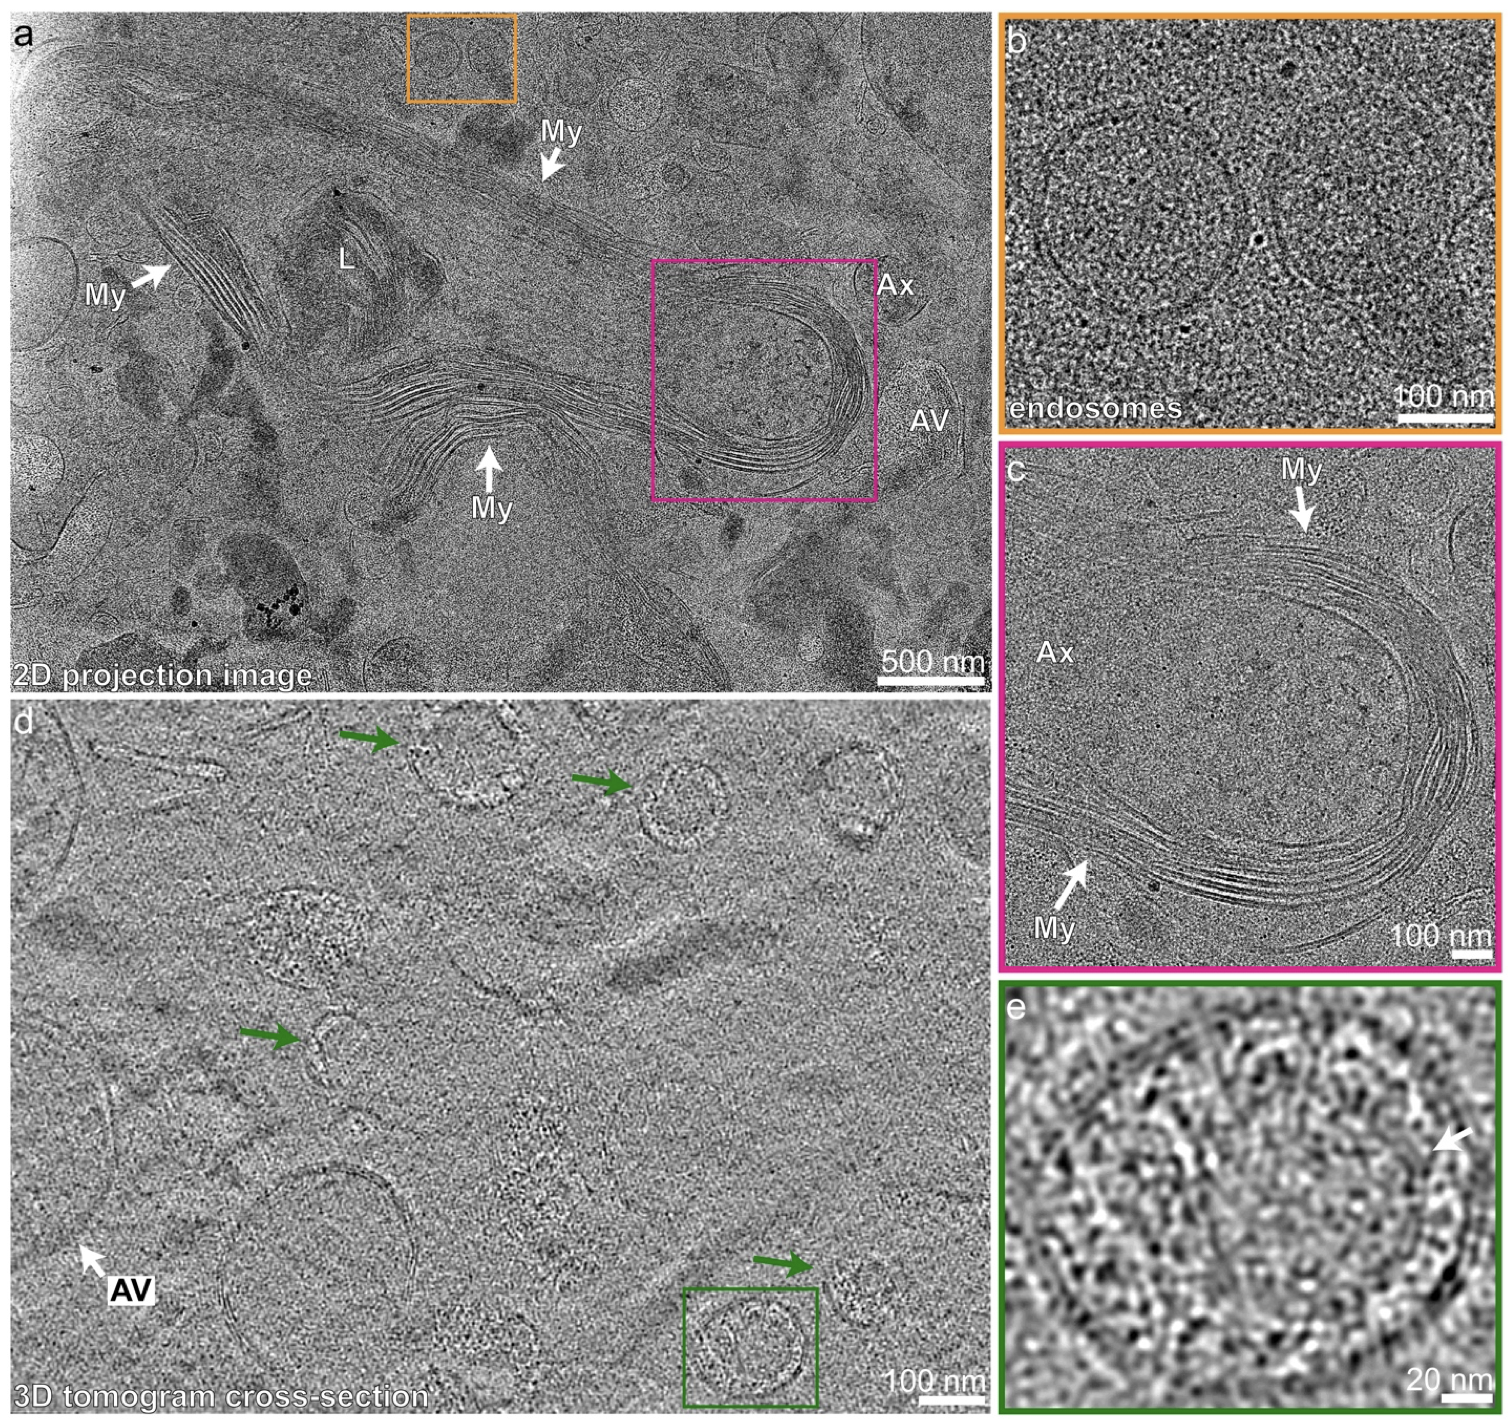 a
My
My
L
Ax
AV
My
2D projection image
500 nm
b
endosomes
100 nm
c
My
Ax
My
100 nm
d
AV
3D tomogram cross-section
100 nm
e
20 nm